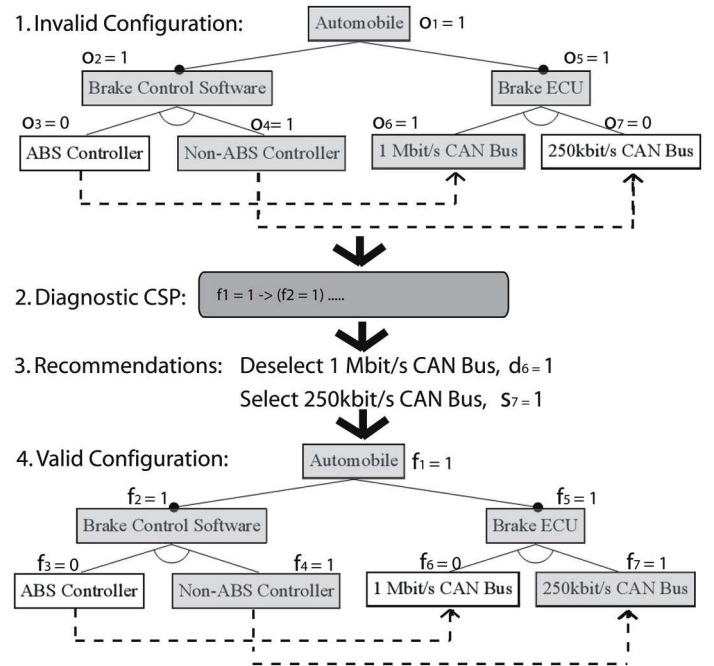 1. Invalid Configuration:
Automobile
O1 = 1
O2 = 1
O5 = 1
Brake Control Software
Brake ECU
O3 = 0
O4= 1
O6 = 1
O7 = 0
ABS Controller
Non-ABS Controller
1 Mbit/s CAN Bus
250kbit/s CAN Bus
2. Diagnostic CSP:
f1 = 1 -> (f2 = 1) .....
3. Recommendations: Deselect 1 Mbit/s CAN Bus, d6 = 1
Select 250kbit/s CAN Bus, S7 = 1
4. Valid Configuration:
Automobile
f1 = 1
f2 = 1
f5 = 1
Brake Control Software
Brake ECU
f3 = 0
f4 = 1
f6 = 0
f7 = 1
ABS Controller
Non-ABS Controller
1 Mbit/s CAN Bus
250kbit/s CAN Bus